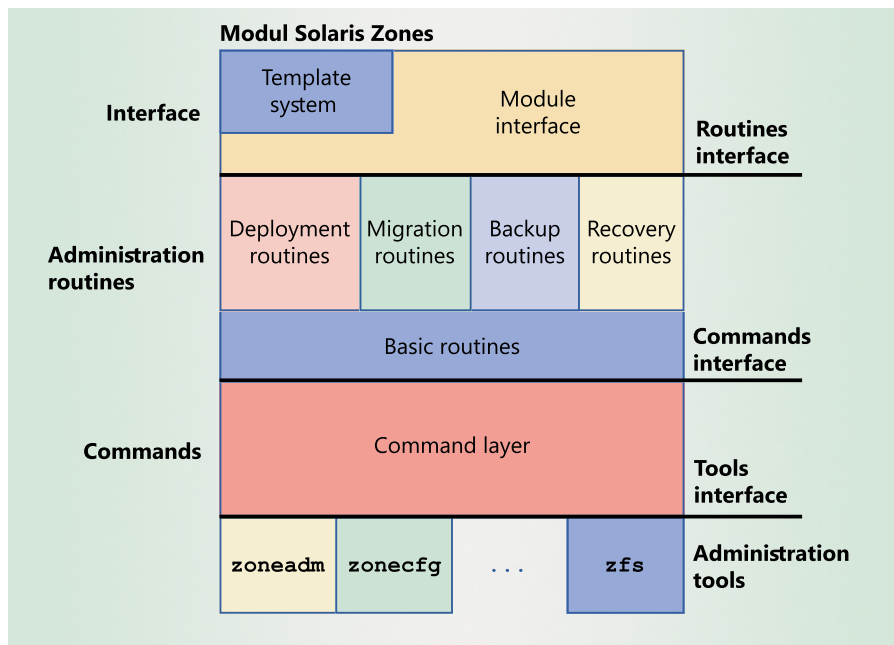 Modul Solaris Zones
Interface
Template
system
Module
interface
Routines
interface
Administration
routines
Deployment
routines
Migration
routines
Backup
routines
Recovery
routines
Basic routines
Commands
interface
Commands
Command layer
Tools
interface
zoneadm
zonecfg
...
zfs
Administration
tools